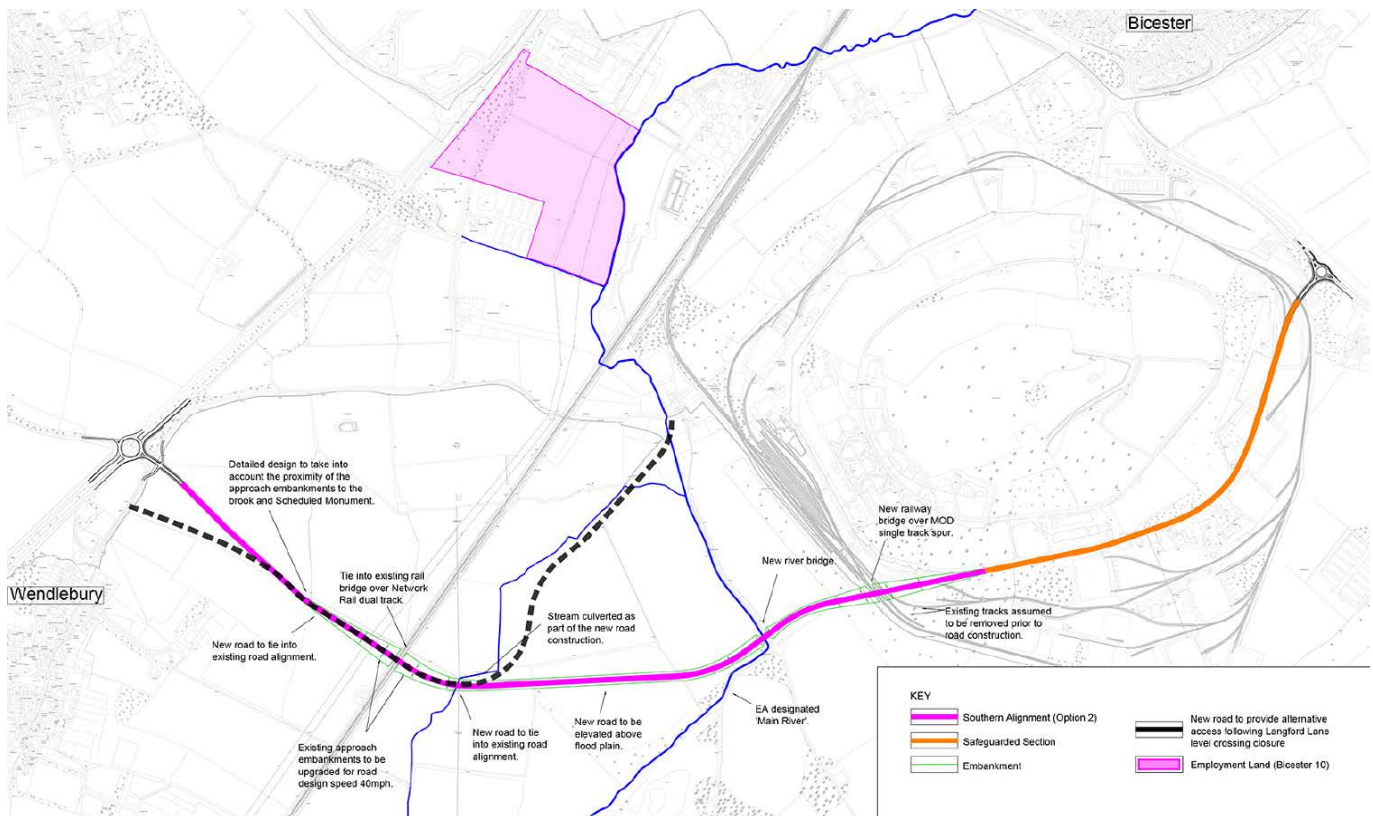 Bicester
Detailed design to take into
account the proximity of the
approach embankments to the
brook and Scheduled Monument.
New railway
bridge over MOD
single track spur.
New river bridge.
Wendlebury
Tie into existing rail
bridge over Network
Rail dual track.
Stream culverted as
part of the new road
construction.
Existing tracks assumed
to be removed prior to
road construction.
New road to tie into
existing road alignment.
Existing approach
embankments to be
upgraded for road
design speed 40mph.
New road to tie
into existing road
alignment.
New road to be
elevated above
flood plain.
EA designated
'Main River'.
KEY
Southern Alignment (Option 2)
Safeguarded Section
Embankment
New road to provide alternative
access following Langford Lane
level crossing closure
Employment Land (Bicester 10)